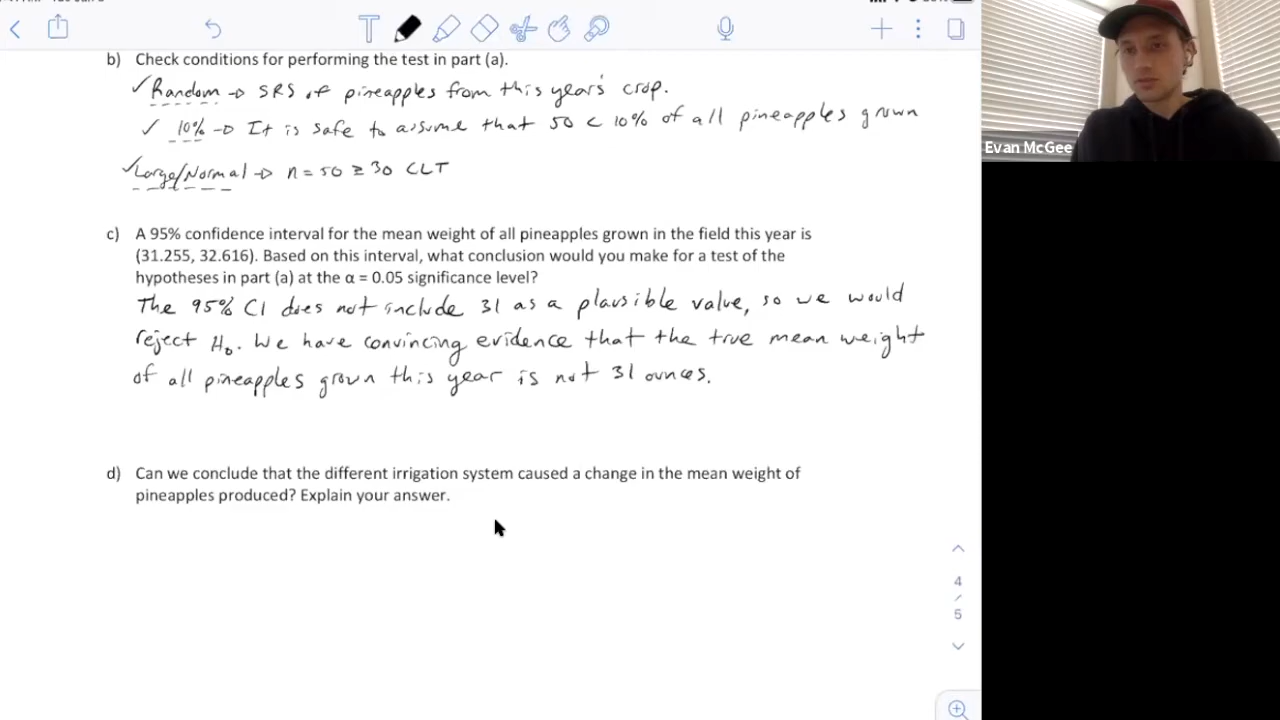 b) Check conditions for performing the test in part (a).
✓Random → SRS of pineapples from this year's crop.
✓ 10% → It is safe to assume that 50 < 10% of all pineapples grown
✓Large/Normal → n = 50 ≥ 30 CLT
c) A 95% confidence interval for the mean weight of all pineapples grown in the field this year is
(31.255, 32.616). Based on this interval, what conclusion would you make for a test of the
hypotheses in part (a) at the α = 0.05 significance level?
The 95% CI does not include 31 as a plausible value, so we would
reject H₀. We have convincing evidence that the true mean weight
of all pineapples grown this year is not 31 ounces.
d) Can we conclude that the different irrigation system caused a change in the mean weight of
pineapples produced? Explain your answer.
Evan McGee
4
/
5